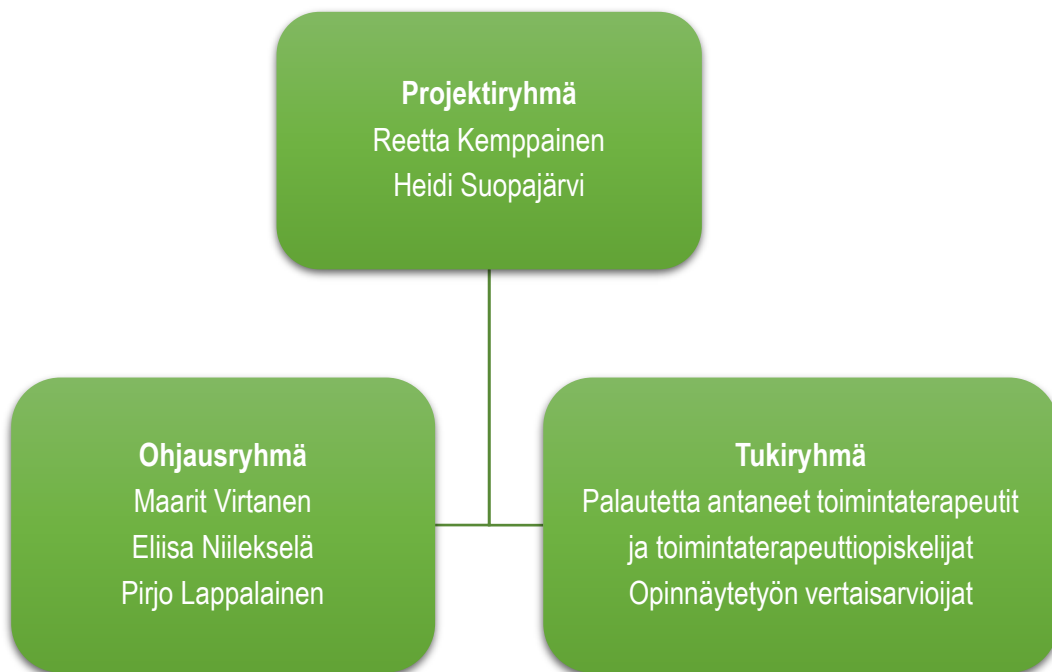 Projektiryhmä
Reetta Kemppainen
Heidi Suopajärvi
Ohjausryhmä
Maarit Virtanen
Eliisa Niilekselä
Pirjo Lappalainen
Tukiryhmä
Palautetta antaneet toimintaterapeutit
ja toimintaterapeuttiopiskelijat
Opinnäytetyön vertaisarvioijat